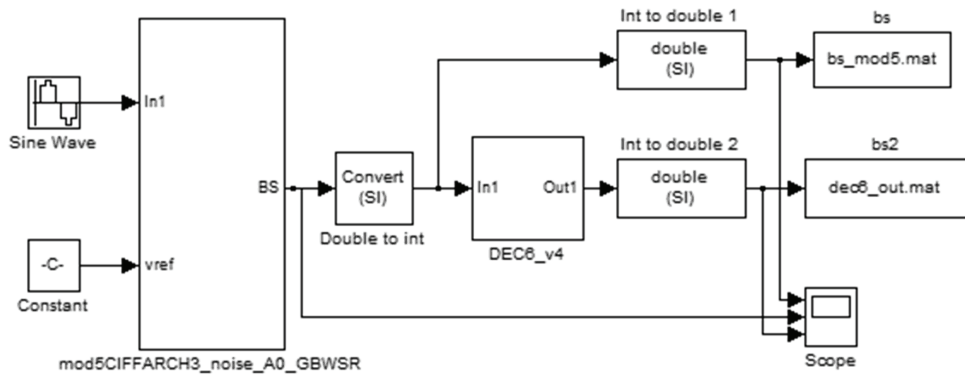 Int to double 1
bs
double
(SI)
bs_mod5.mat
In1
Sine Wave
Int to double 2
bs2
BS
Convert
(SI)
In1
Out1
double
(SI)
dec6_out.mat
Double to int
DEC6_v4
-C-
vref
Constant
Scope
mod5CIFFARCH3_noise_A0_GBWSR